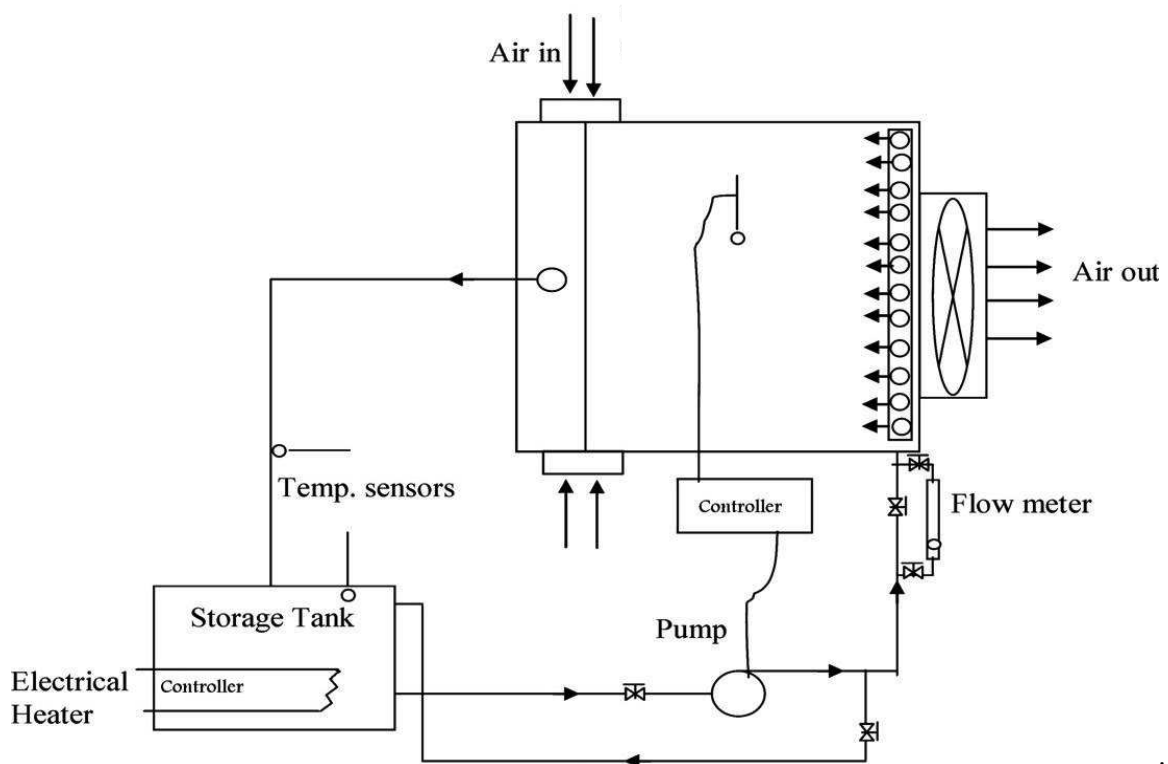 Air in
Air out
Temp. sensors
Controller
Flow meter
Storage Tank
Pump
Electrical
Heater
Controller